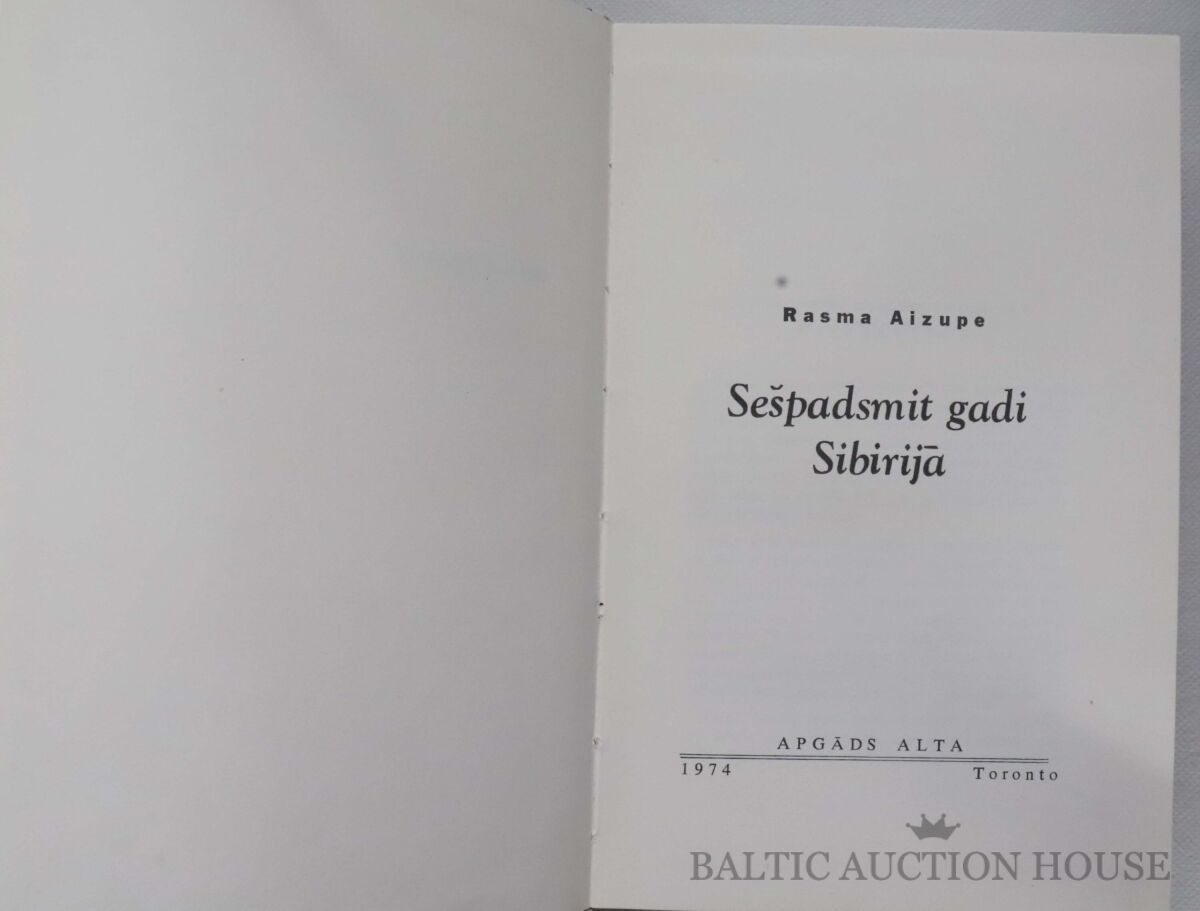 Rasma Aizupe
Sešpadsmit gadi
Sibirijā
APGĀDS ALTA
1974 Toronto
BALTIC AUCTION HOUSE